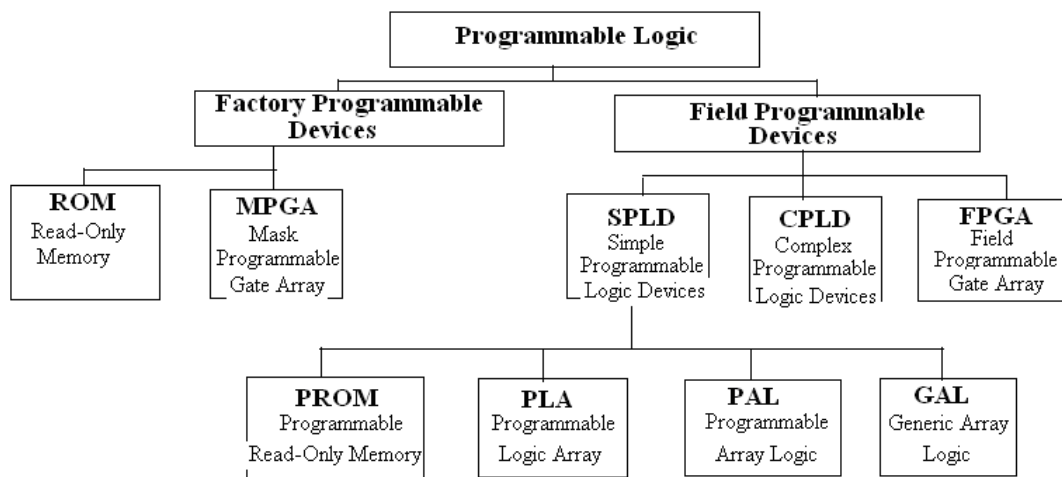 Programmable Logic
Factory Programmable
Devices
Field Programmable
Devices
ROM
Read-Only
Memory
MPGA
Mask
Programmable
Gate Array
SPLD
Simple
Programmable
Logic Devices
CPLD
Complex
Programmable
Logic Devices
FPGA
Field
Programmable
Gate Array
PROM
Programmable
Read-Only Memory
PLA
Programmable
Logic Array
PAL
Programmable
Array Logic
GAL
Generic Array
Logic